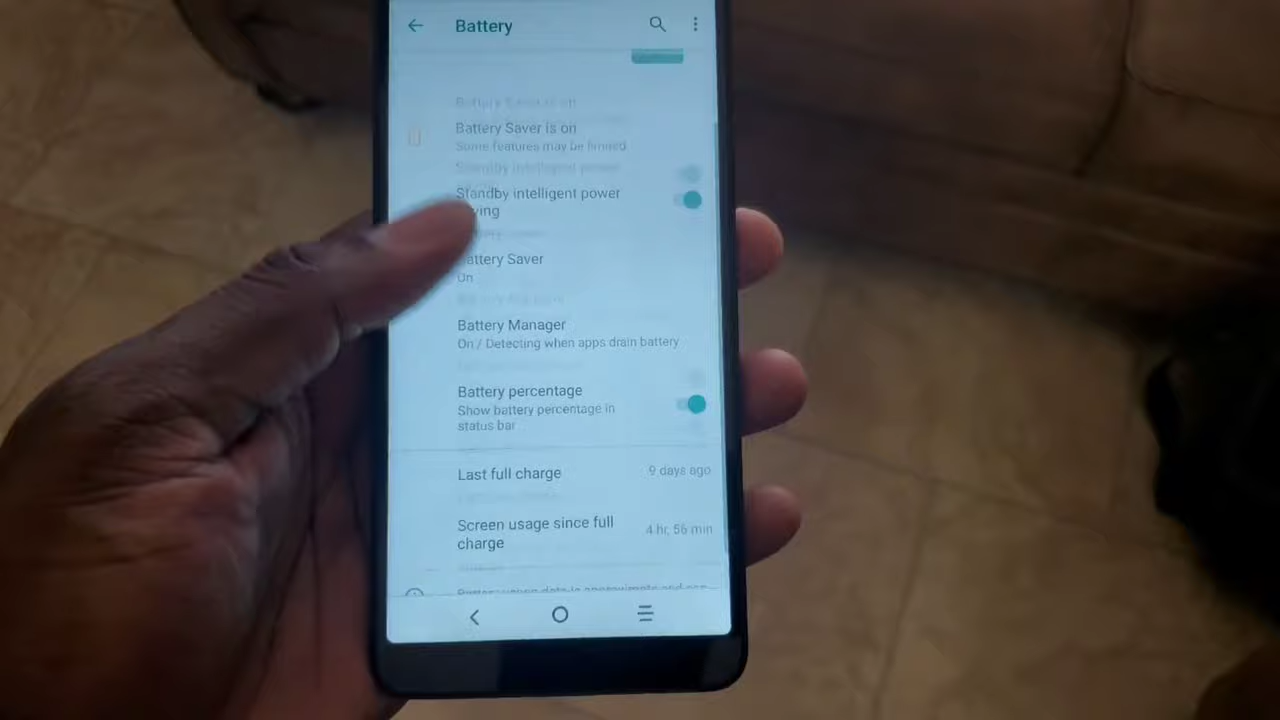 Battery
Battery Saver is on
Some features may be limited
Standby intelligent power
Battery Saver
On
Battery Manager
On / Detecting when apps drain battery
Battery percentage
Show battery percentage in
status bar
Last full charge
9 days ago
Screen usage since full
charge
4 hr, 56 min